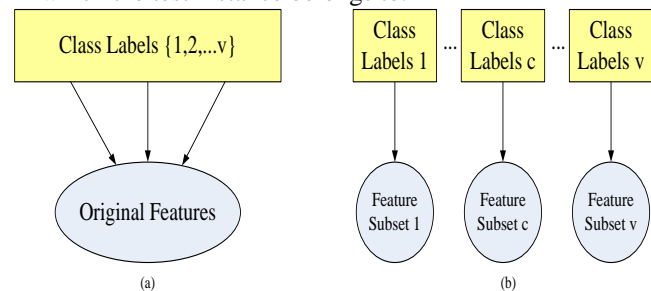 Class Labels {1,2,...v}
Original Features
(a)
Class
Labels 1
...
Class
Labels c
...
Class
Labels v
Feature
Subset 1
Feature
Subset c
Feature
Subset v
(b)